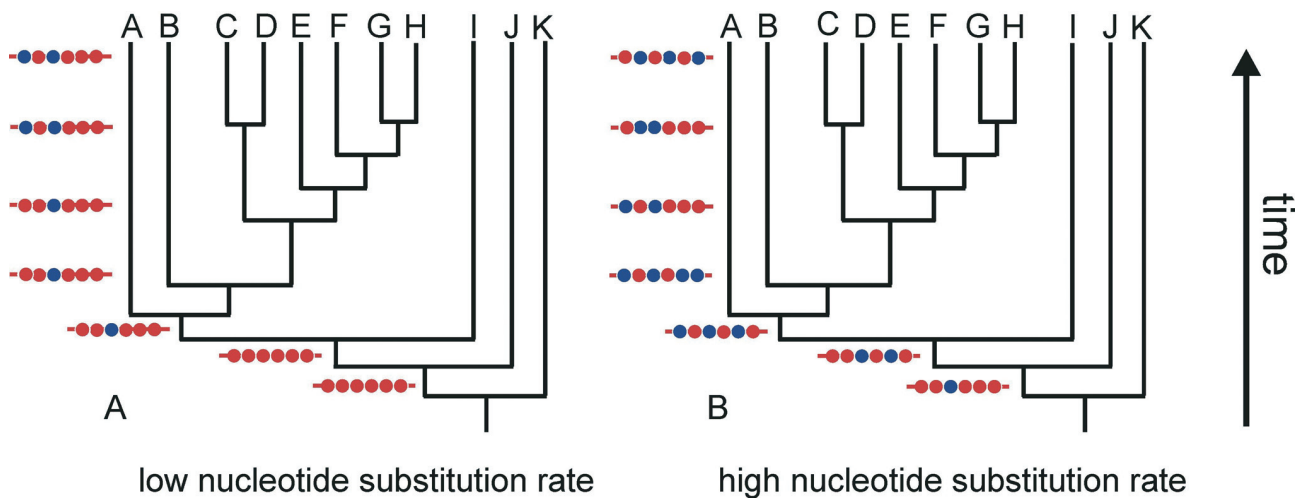 A B C D E F G H I J K
A B C D E F G H I J K
time
A
B
low nucleotide substitution rate
high nucleotide substitution rate